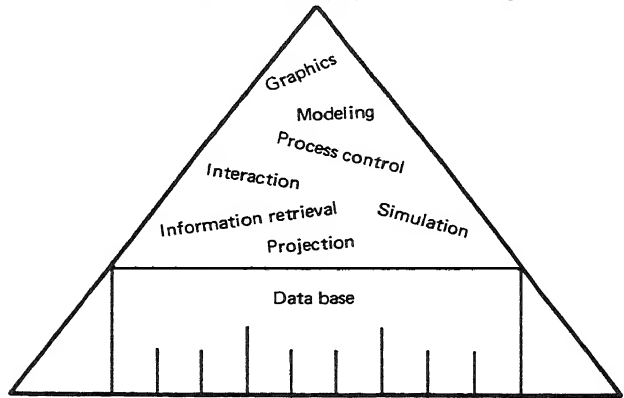 Graphics
Modeling
Process control
Interaction
Information retrieval
Simulation
Projection
Data base